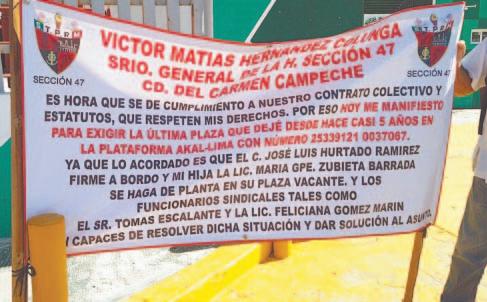 S.T.P.R.M.
SECCIÓN 47
S.T.P.R.M.
SECCIÓN 47
VICTOR MATIAS HERNANDEZ COLUNGA
SRIO. GENERAL DE LA H. SECCIÓN 47
CD. DEL CARMEN CAMPECHE
ES HORA QUE SE DE CUMPLIMIENTO A NUESTRO CONTRATO COLECTIVO Y
ESTATUTOS, QUE RESPETEN MIS DERECHOS. POR ESO HOY ME MANIFIESTO
PARA EXIGIR LA ÚLTIMA PLAZA QUE DEJÉ DESDE HACE CASI 5 AÑOS EN
LA PLATAFORMA AKAL-LIMA CON NÚMERO 25339121 0037067.
YA QUE LO ACORDADO ES QUE EL C. JOSÉ LUIS HURTADO RAMIREZ
FIRME A BORDO Y MI HIJA LA LIC. MARIA GPE. ZUBIETA BARRADA
SE HAGA DE PLANTA EN SU PLAZA VACANTE. Y LOS
FUNCIONARIOS SINDICALES TALES COMO
EL SR. TOMAS ESCALANTE Y LA LIC. FELICIANA GOMEZ MARIN
CAPACES DE RESOLVER DICHA SITUACIÓN Y DAR SOLUCIÓN AL ASUNTO.